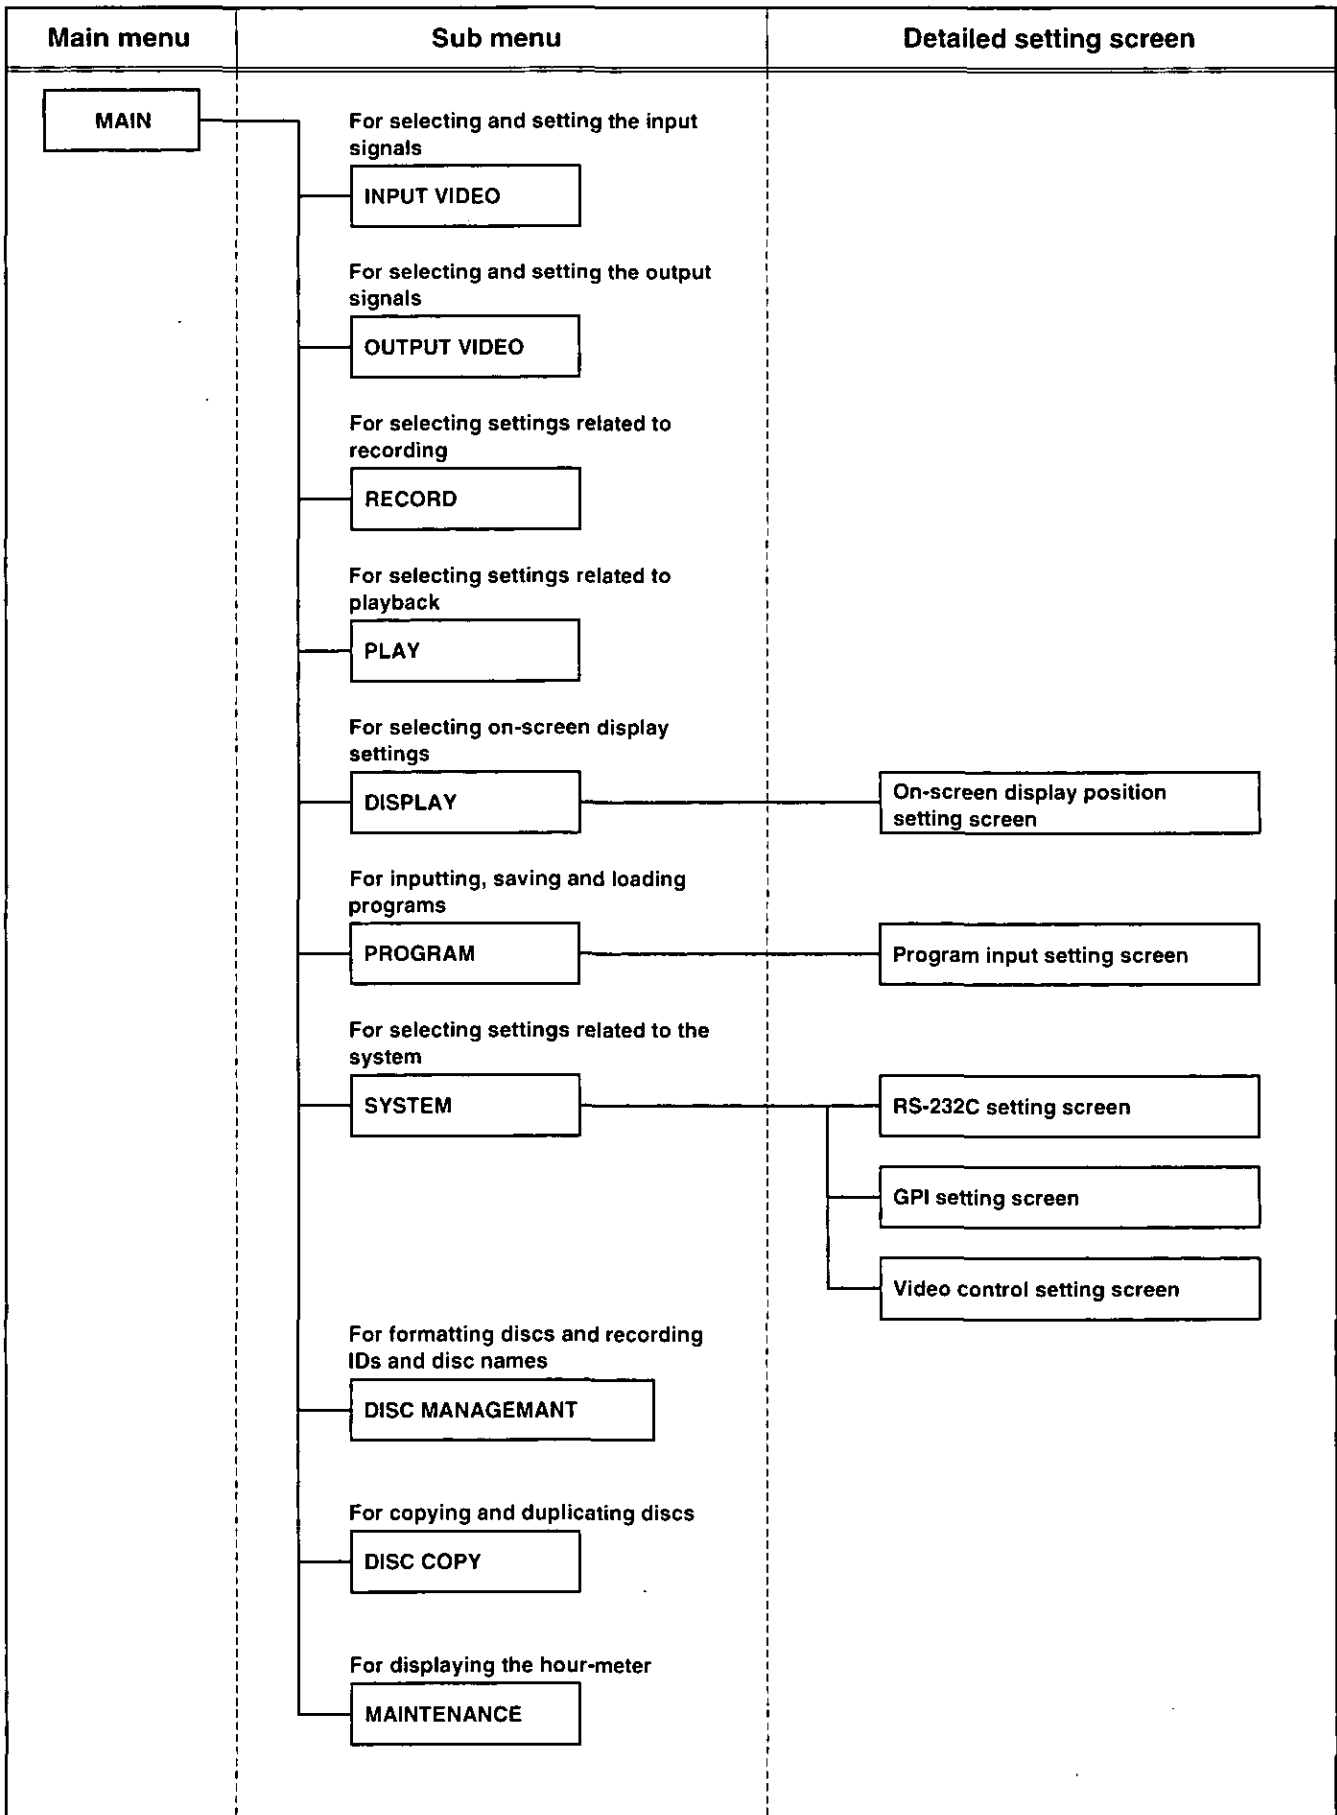 Main menu
Sub menu
Detailed setting screen
MAIN
For selecting and setting the input
signals
INPUT VIDEO
For selecting and setting the output
signals
OUTPUT VIDEO
For selecting settings related to
recording
RECORD
For selecting settings related to
playback
PLAY
For selecting on-screen display
settings
DISPLAY
On-screen display position
setting screen
For inputting, saving and loading
programs
PROGRAM
Program input setting screen
For selecting settings related to the
system
SYSTEM
RS-232C setting screen
GPI setting screen
Video control setting screen
For formatting discs and recording
IDs and disc names
DISC MANAGEMANT
For copying and duplicating discs
DISC COPY
For displaying the hour-meter
MAINTENANCE